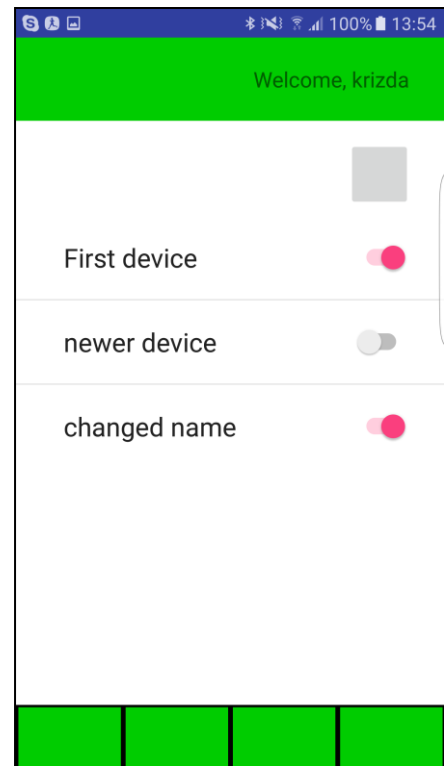 100% 13:54
Welcome, krizda
First device
newer device
changed name